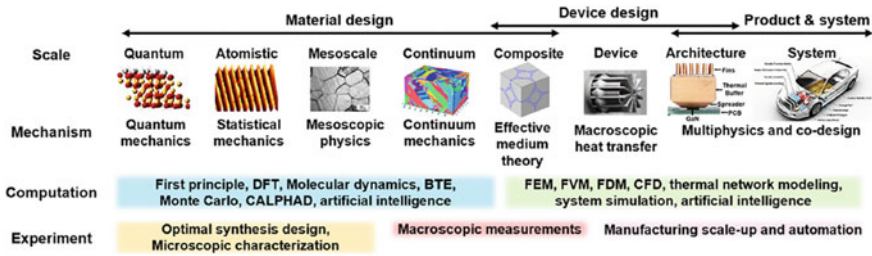 Material design
Device design
Product & system
Scale
Quantum
Atomistic
Mesoscale
Continuum
Composite
Device
Architecture
System
Fins
Thermal
Buffer
Spreader
PCB
GaN
Mechanism
Quantum
mechanics
Statistical
mechanics
Mesoscopic
physics
Continuum
mechanics
Effective
medium
theory
Macroscopic
heat transfer
Multiphysics and co-design
Computation
First principle, DFT, Molecular dynamics, BTE,
Monte Carlo, CALPHAD, artificial intelligence
FEM, FVM, FDM, CFD, thermal network modeling,
system simulation, artificial intelligence
Experiment
Optimal synthesis design,
Microscopic characterization
Macroscopic measurements
Manufacturing scale-up and automation